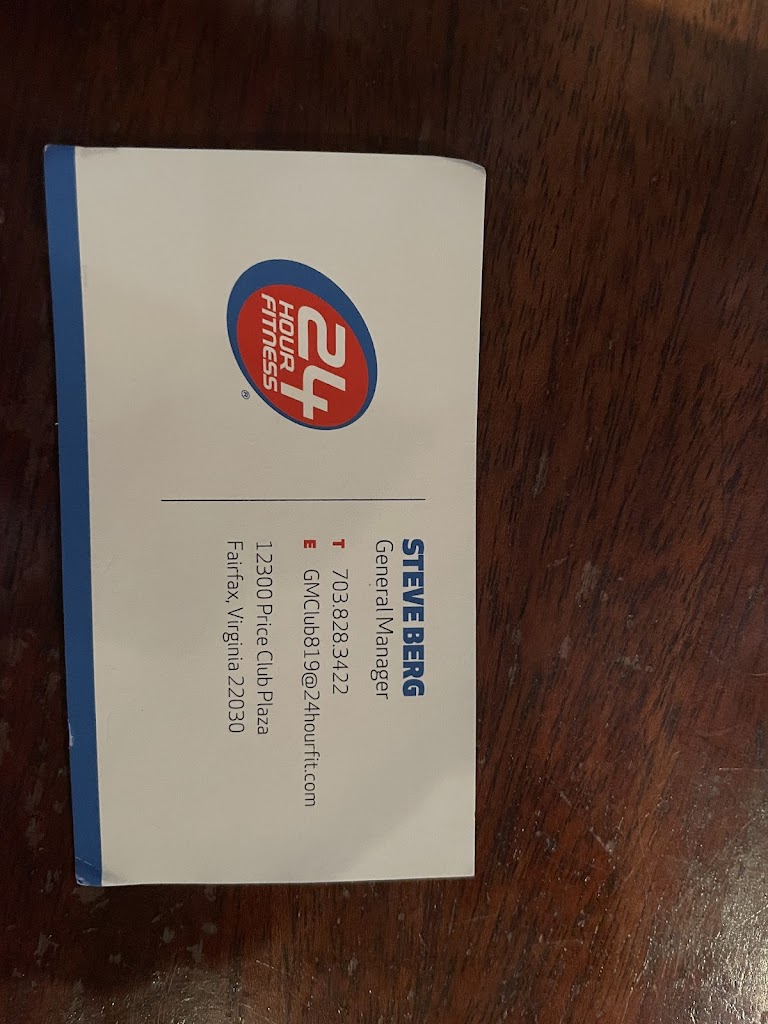 24
HOUR
FITNESS
®
STEVE BERG
General Manager
T 703.828.3422
E GMClub819@24hourfit.com
12300 Price Club Plaza
Fairfax, Virginia 22030